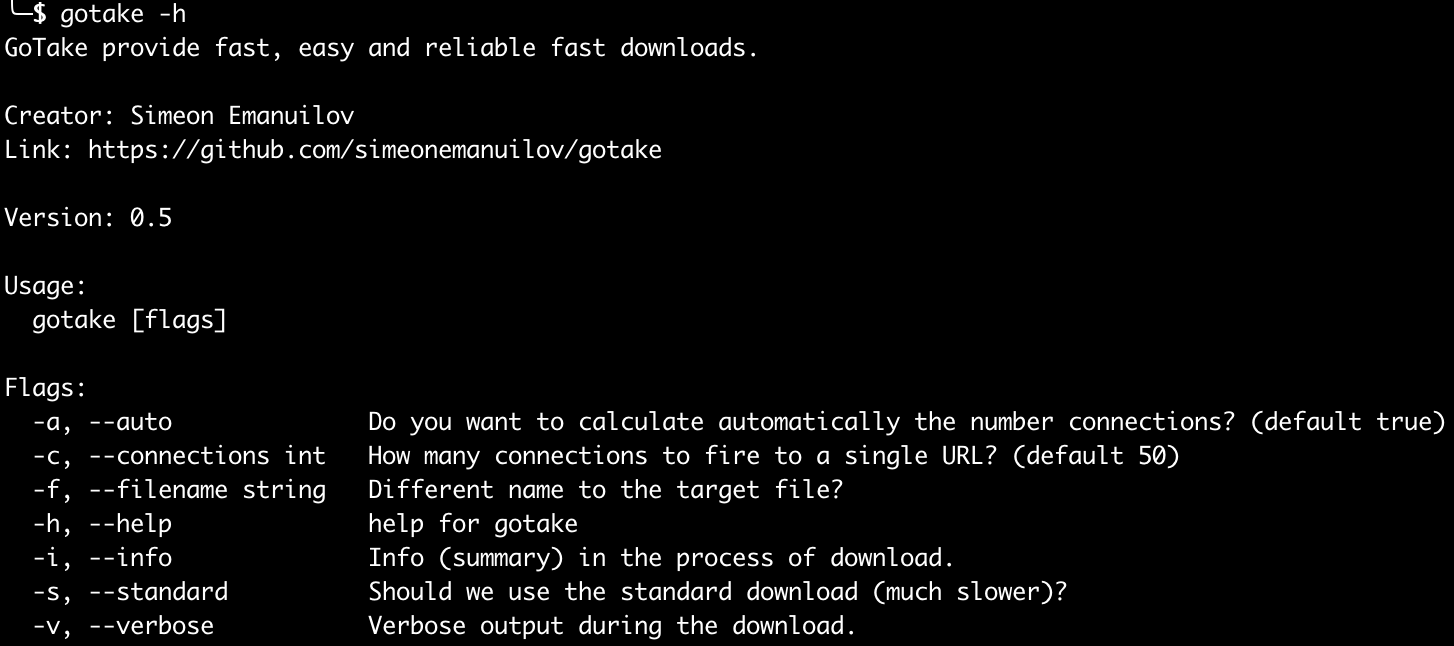 ╰─$ gotake -h
GoTake provide fast, easy and reliable fast downloads.

Creator: Simeon Emanuilov
Link: https://github.com/simeonemanuilov/gotake

Version: 0.5

Usage:
  gotake [flags]

Flags:
  -a, --auto              Do you want to calculate automatically the number connections? (default true)
  -c, --connections int   How many connections to fire to a single URL? (default 50)
  -f, --filename string   Different name to the target file?
  -h, --help              help for gotake
  -i, --info              Info (summary) in the process of download.
  -s, --standard          Should we use the standard download (much slower)?
  -v, --verbose           Verbose output during the download.